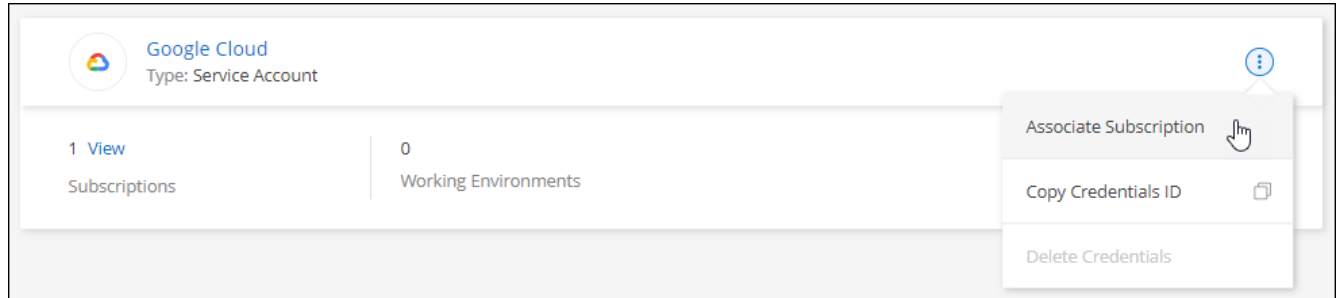 Google Cloud
Type: Service Account
Associate Subscription
1 View
0
Subscriptions
Working Environments
Copy Credentials ID
Delete Credentials